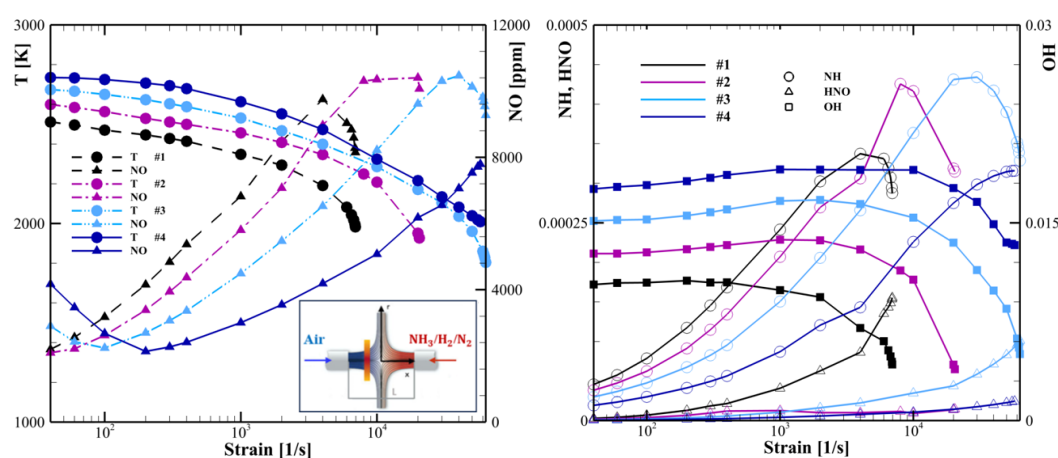 3000
12000
T [K]
NO [ppm]
T #1
NO
T #2
NO
T #3
NO
T #4
NO
8000
2000
4000
1000
0
10²
10³
10⁴
Strain [1/s]
Air
NH₃/H₂/N₂
r
x
L
0.0005
0.03
NH, HNO
HO
#1
#2
#3
#4
NH
HNO
OH
0.00025
0.015
0
0
10²
10³
10⁴
Strain [1/s]